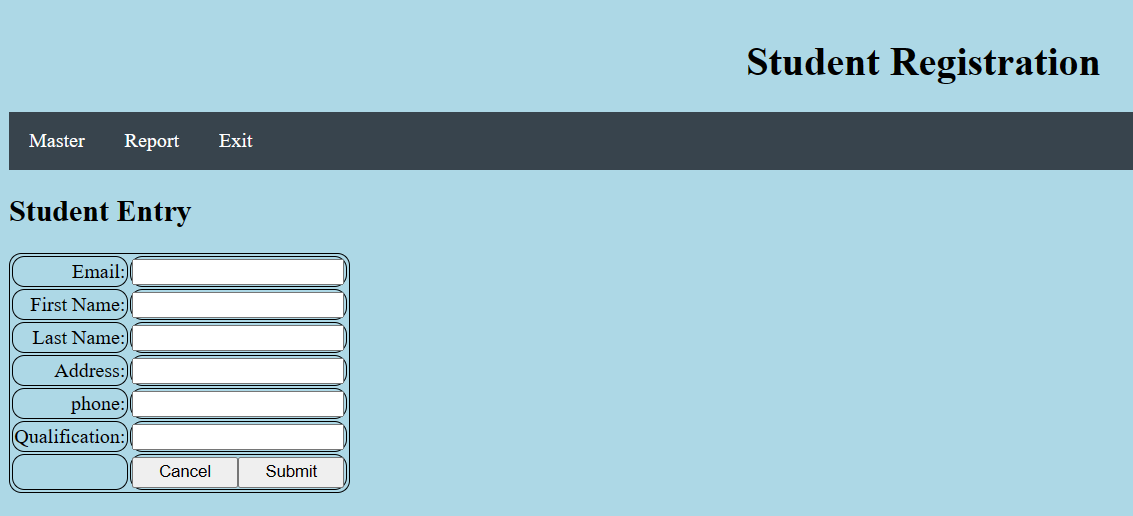 Student Registration
Master Report Exit
Student Entry
Email:
First Name:
Last Name:
Address:
phone:
Qualification:
Cancel Submit